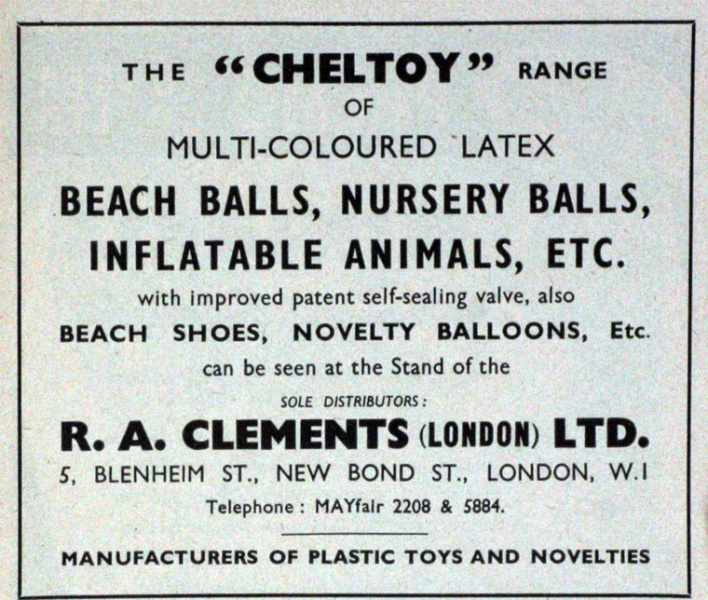 THE "CHELTOY" RANGE
OF
MULTI-COLOURED LATEX
BEACH BALLS, NURSERY BALLS,
INFLATABLE ANIMALS, ETC.
with improved patent self-sealing valve, also
BEACH SHOES, NOVELTY BALLOONS, Etc.
can be seen at the Stand of the
SOLE DISTRIBUTORS:
R. A. CLEMENTS (LONDON) LTD.
5, BLENHEIM ST., NEW BOND ST., LONDON, W.I
Telephone: MAYfair 2208 & 5884.
MANUFACTURERS OF PLASTIC TOYS AND NOVELTIES